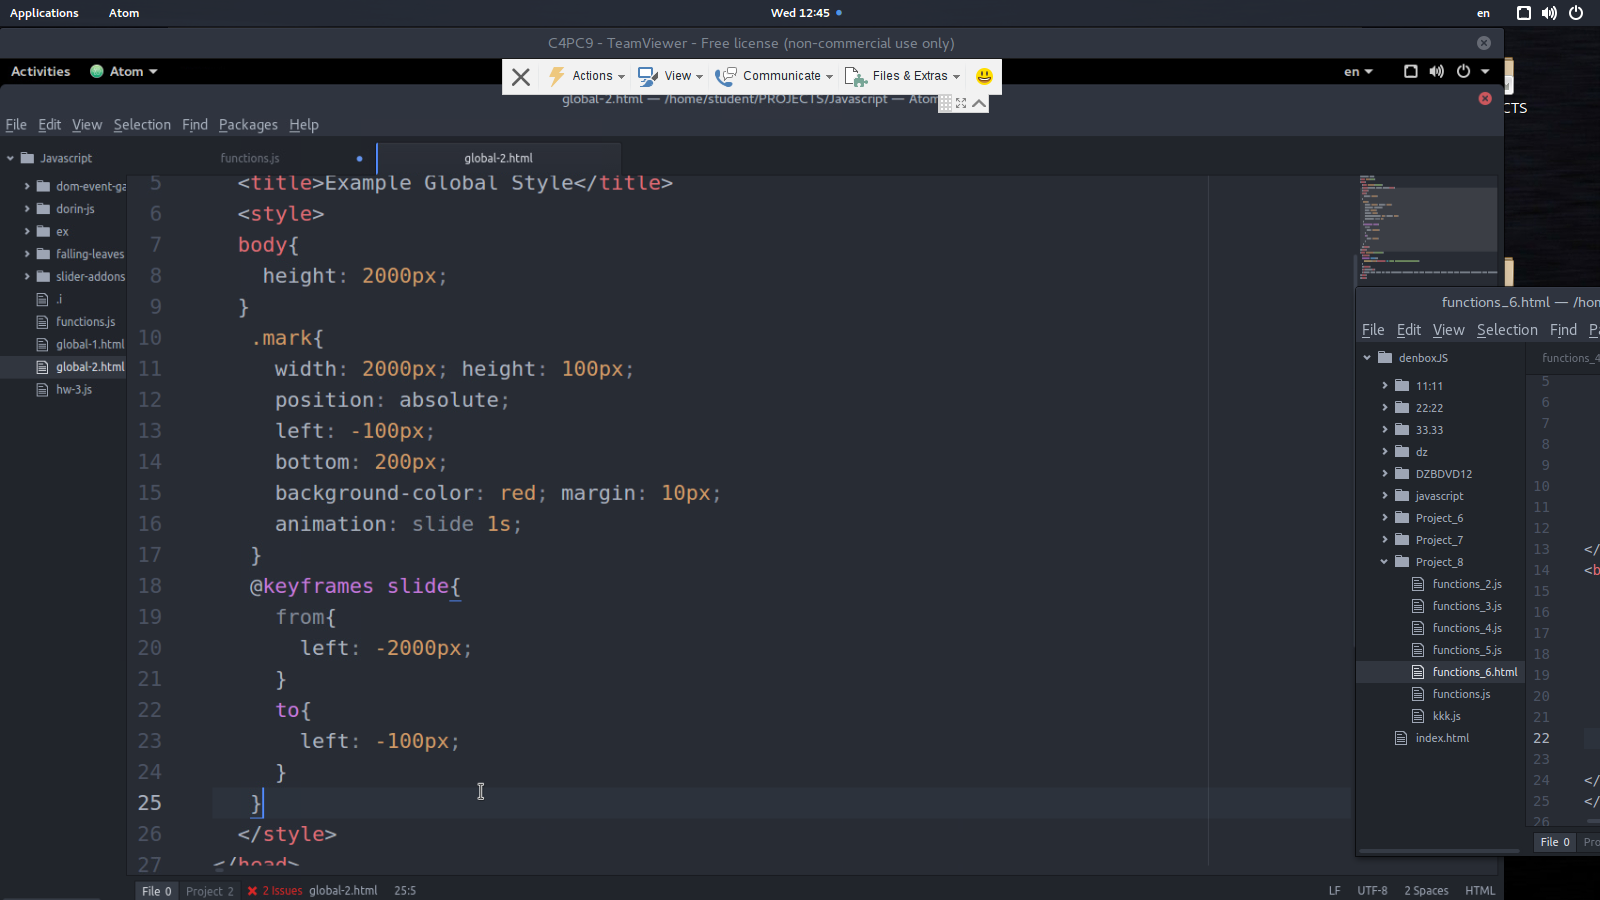 Applications Atom Wed 12:45 en
C4PC9 - TeamViewer - Free license (non-commercial use only)
Activities Atom Actions View Communicate Files & Extras en
global-2.html — /home/student/PROJECTS/Javascript — Atom
CTS
File Edit View Selection Find Packages Help
Javascript
functions.js global-2.html
dom-event-ga
dorin-js
ex
falling-leaves
slider-addons
.i
functions.js
global-1.html
global-2.html
hw-3.js
5 <title>Example Global Style</title>
6 <style>
7 body{
8 height: 2000px;
9 }
10 .mark{
11 width: 2000px; height: 100px;
12 position: absolute;
13 left: -100px;
14 bottom: 200px;
15 background-color: red; margin: 10px;
16 animation: slide 1s;
17 }
18 @keyframes slide{
19 from{
20 left: -2000px;
21 }
22 to{
23 left: -100px;
24 }
25 }
26 </style>
27 </head>
File 0 Project 2 2 Issues global-2.html 25:5 LF UTF-8 2 Spaces HTML
functions_6.html — /hom
File Edit View Selection Find Pa
denboxJS
functions_4
11:11
22:22
33.33
dz
DZBDVD12
javascript
Project_6
Project_7
Project_8
functions_2.js
functions_3.js
functions_4.js
functions_5.js
functions_6.html
functions.js
kkk.js
index.html
5
6
7
8
9
10
11
12
13 </
14 <b
15
16
17
18
19
20
21
22
23
24 </
25 </
26
File 0 Pro